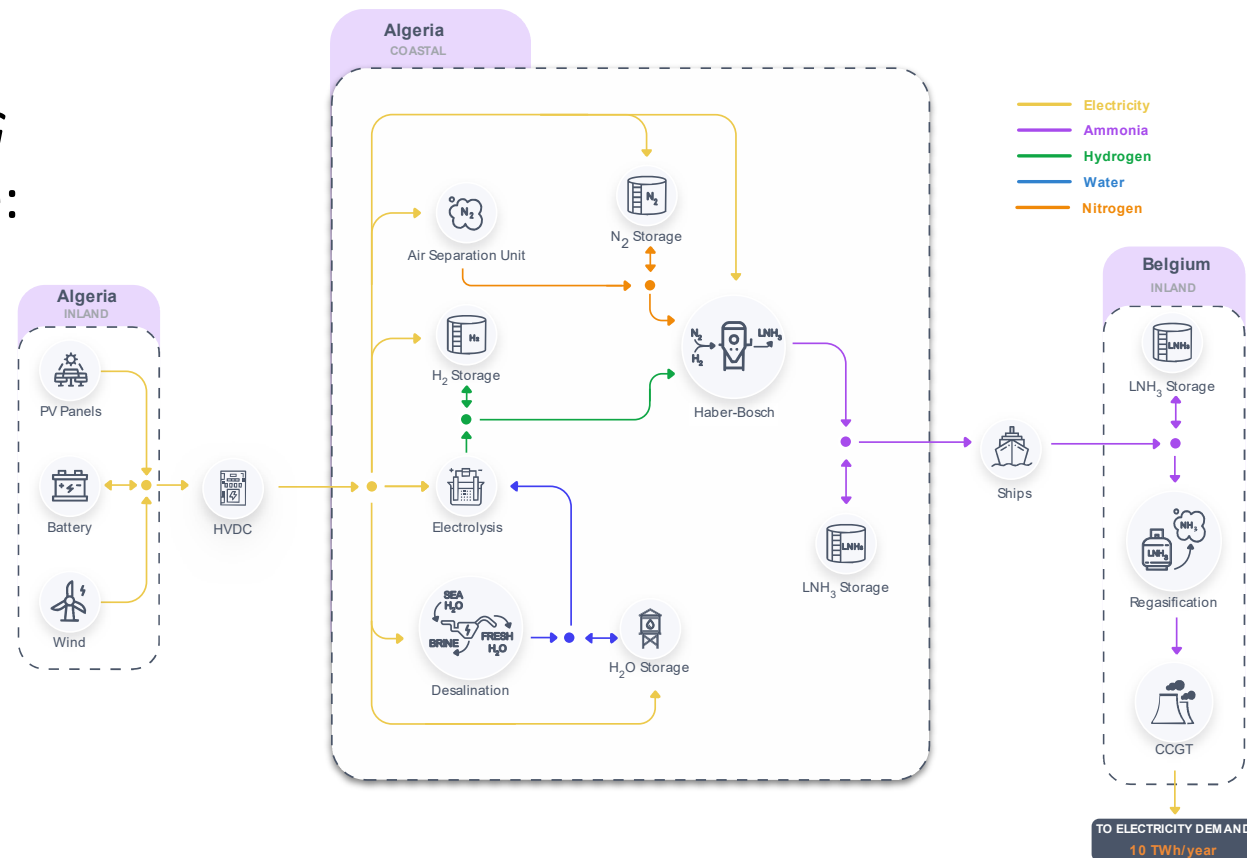 Algeria
COASTAL
Electricity
Ammonia
Hydrogen
Water
Nitrogen
:
N2
N2
N2 Storage
Air Separation Unit
Belgium
INLAND
Algeria
INLAND
H2
H2 Storage
N2
H2
LNH3
Haber-Bosch
LNH3
LNH3 Storage
PV Panels
Battery
HVDC
Electrolysis
Ships
NH3
LNH3
Regasification
LNH3
LNH3 Storage
Wind
SEA
H2O
BRINE
FRESH
H2O
Desalination
H2O Storage
CCGT
TO ELECTRICITY DEMAND
10 TWh/year